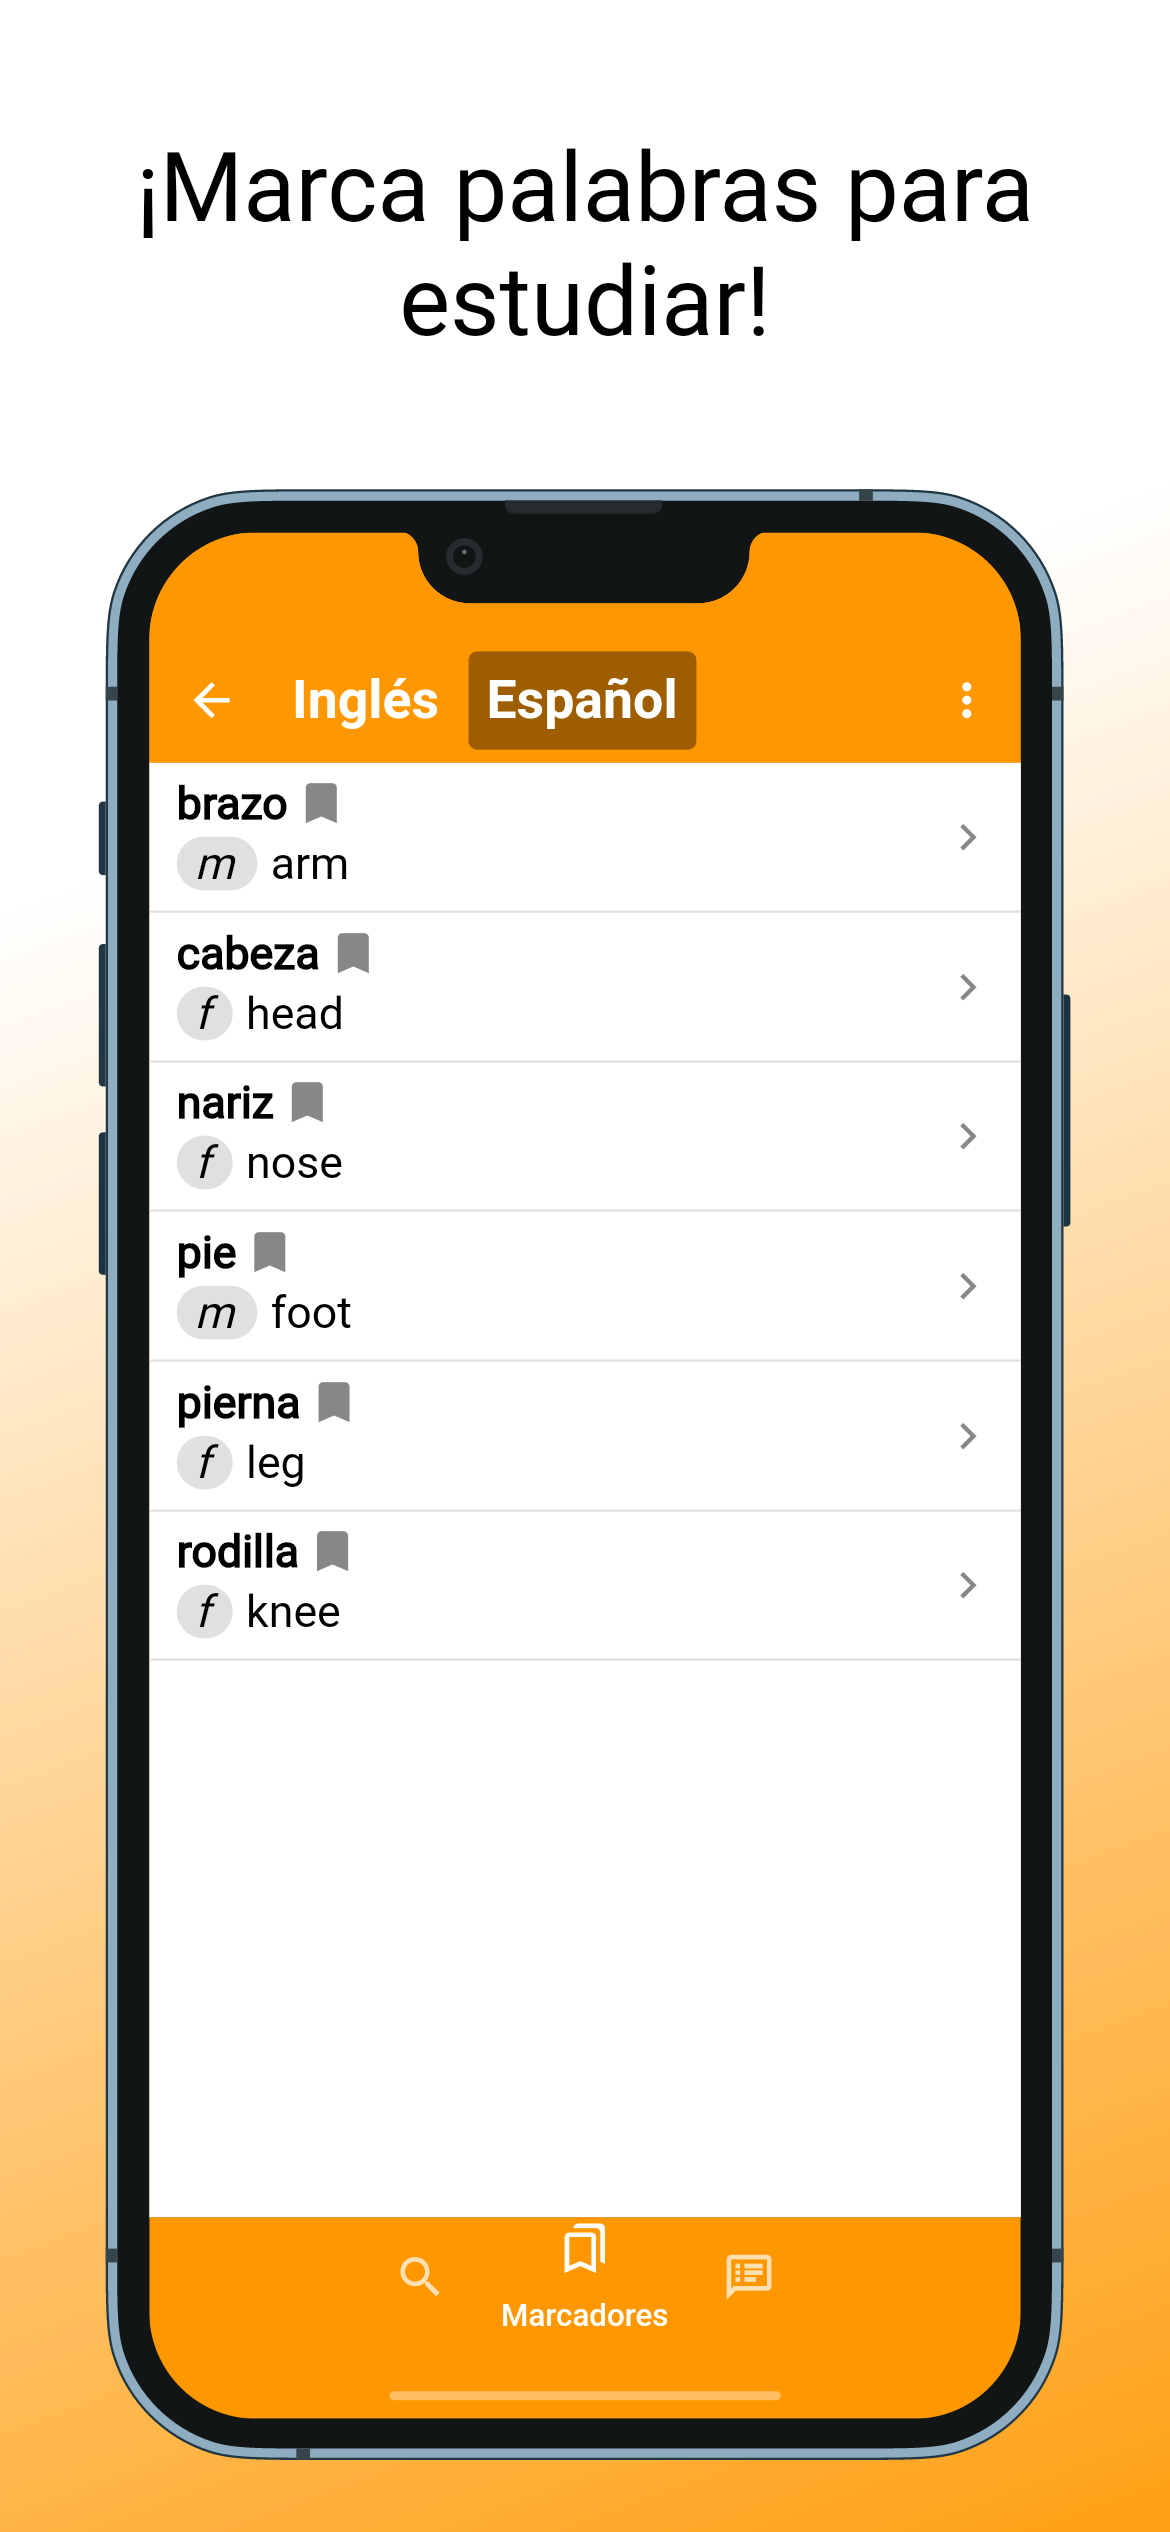 ¡Marca palabras para
estudiar!
Inglés Español
brazo
m arm
cabeza
f head
nariz
f nose
pie
m foot
pierna
f leg
rodilla
f knee
Marcadores